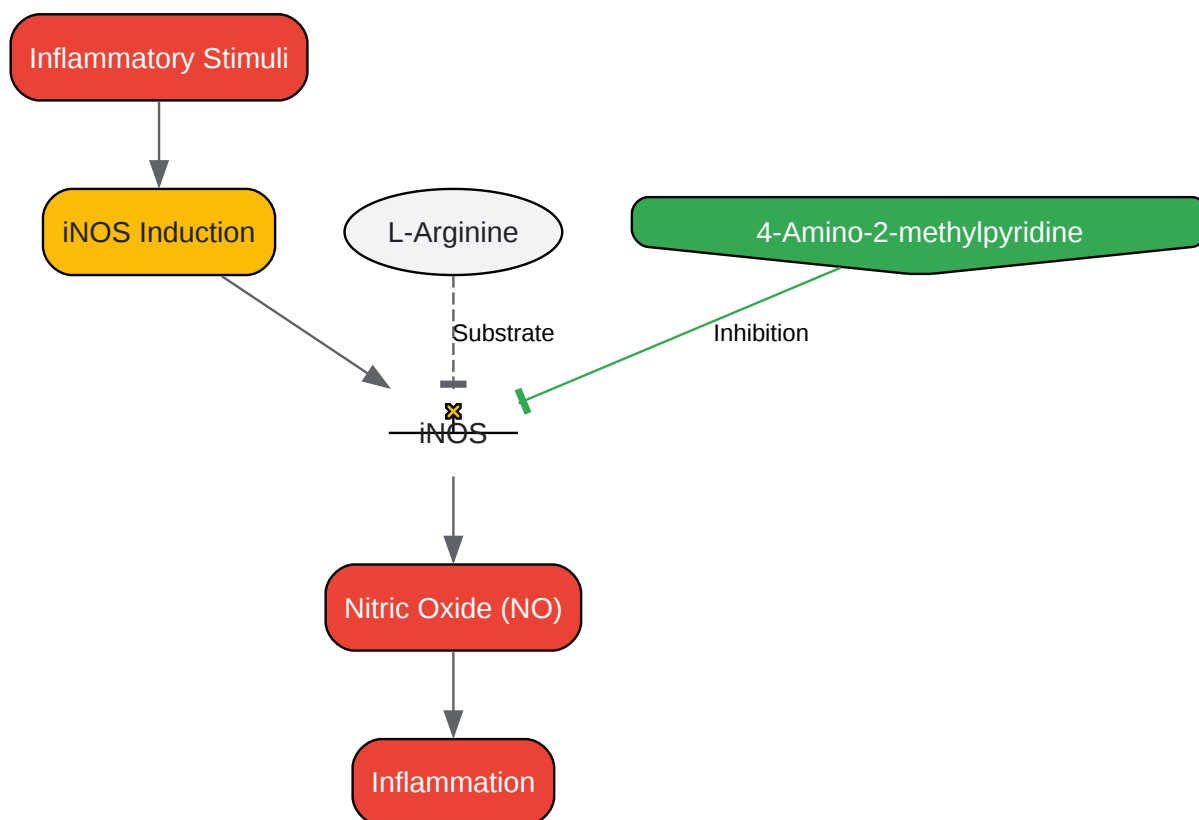 Inflammatory Stimuli
iNOS Induction
L-Arginine
4-Amino-2-methylpyridine
Substrate
Inhibition
iNOS
Nitric Oxide (NO)
Inflammation